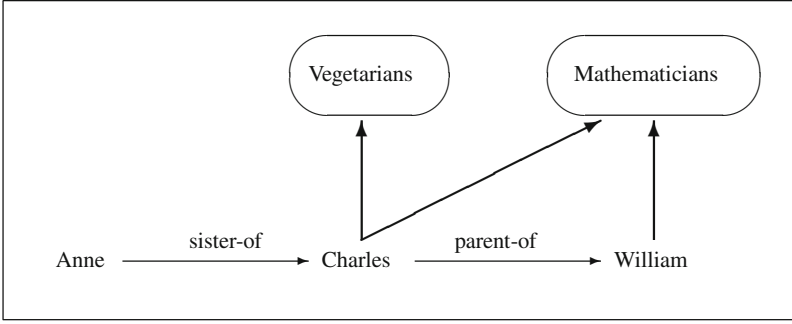 Vegetarians Mathematicians
sister-of parent-of
Anne Charles William